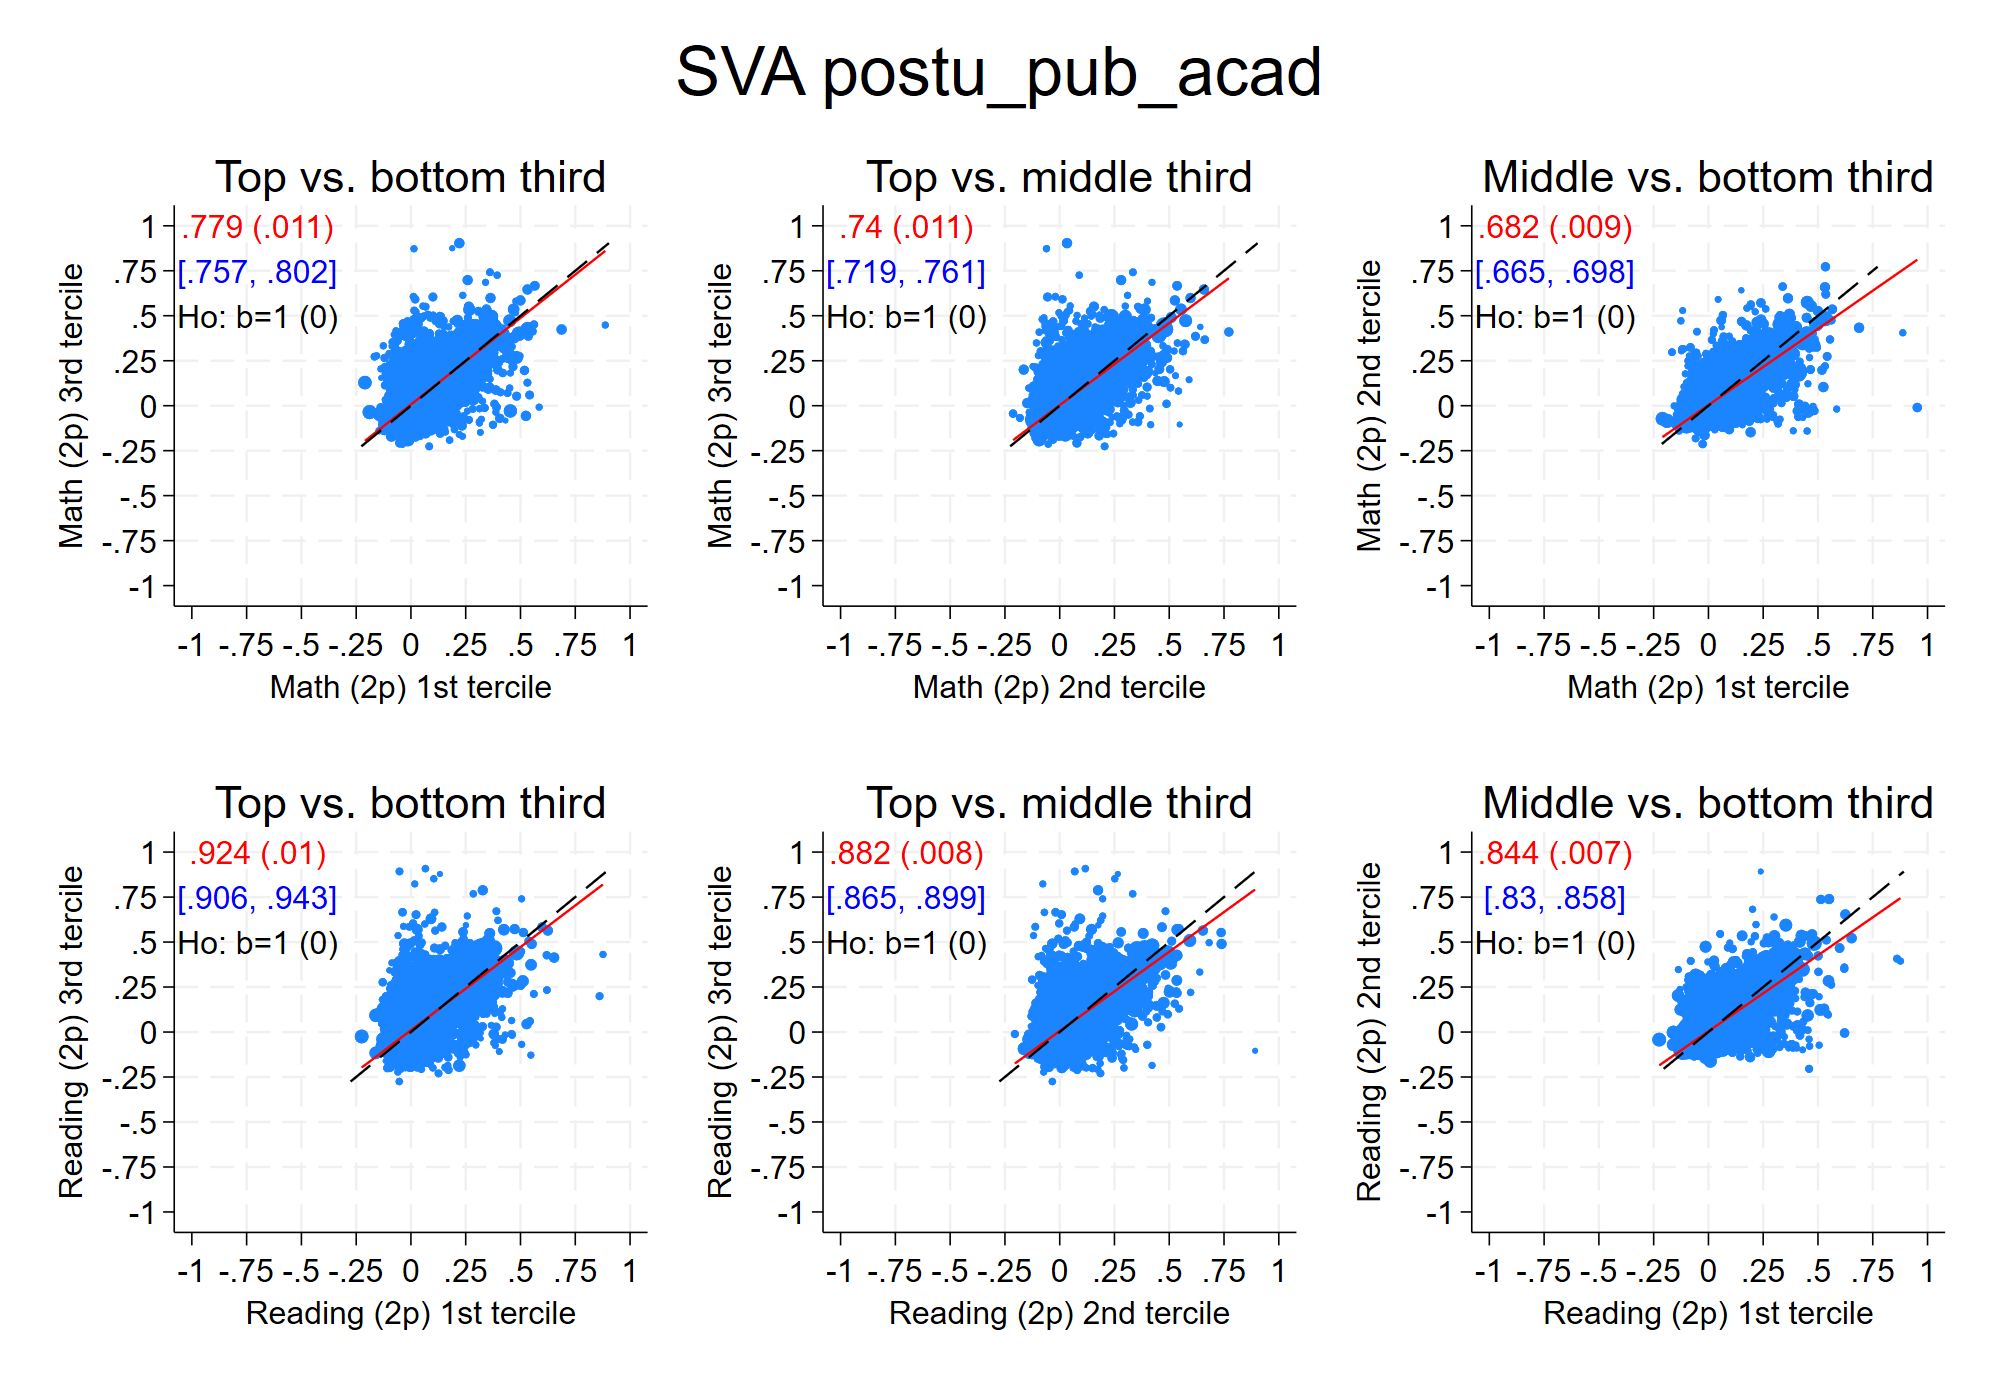 SVA postu_pub_acad
Top vs. bottom third
.779 (.011)
[.757, .802]
Ho: b=1 (0)
Math (2p) 3rd tercile
1
.75
.5
.25
0
-.25
-.5
-.75
-1
-1 -.75 -.5 -.25 0 .25 .5 .75 1
Math (2p) 1st tercile
Top vs. middle third
.74 (.011)
[.719, .761]
Ho: b=1 (0)
Math (2p) 3rd tercile
1
.75
.5
.25
0
-.25
-.5
-.75
-1
-1 -.75 -.5 -.25 0 .25 .5 .75 1
Math (2p) 2nd tercile
Middle vs. bottom third
.682 (.009)
[.665, .698]
Ho: b=1 (0)
Math (2p) 2nd tercile
1
.75
.5
.25
0
-.25
-.5
-.75
-1
-1 -.75 -.5 -.25 0 .25 .5 .75 1
Math (2p) 1st tercile
Top vs. bottom third
.924 (.01)
[.906, .943]
Ho: b=1 (0)
Reading (2p) 3rd tercile
1
.75
.5
.25
0
-.25
-.5
-.75
-1
-1 -.75 -.5 -.25 0 .25 .5 .75 1
Reading (2p) 1st tercile
Top vs. middle third
.882 (.008)
[.865, .899]
Ho: b=1 (0)
Reading (2p) 3rd tercile
1
.75
.5
.25
0
-.25
-.5
-.75
-1
-1 -.75 -.5 -.25 0 .25 .5 .75 1
Reading (2p) 2nd tercile
Middle vs. bottom third
.844 (.007)
[.83, .858]
Ho: b=1 (0)
Reading (2p) 2nd tercile
1
.75
.5
.25
0
-.25
-.5
-.75
-1
-1 -.75 -.5 -.25 0 .25 .5 .75 1
Reading (2p) 1st tercile